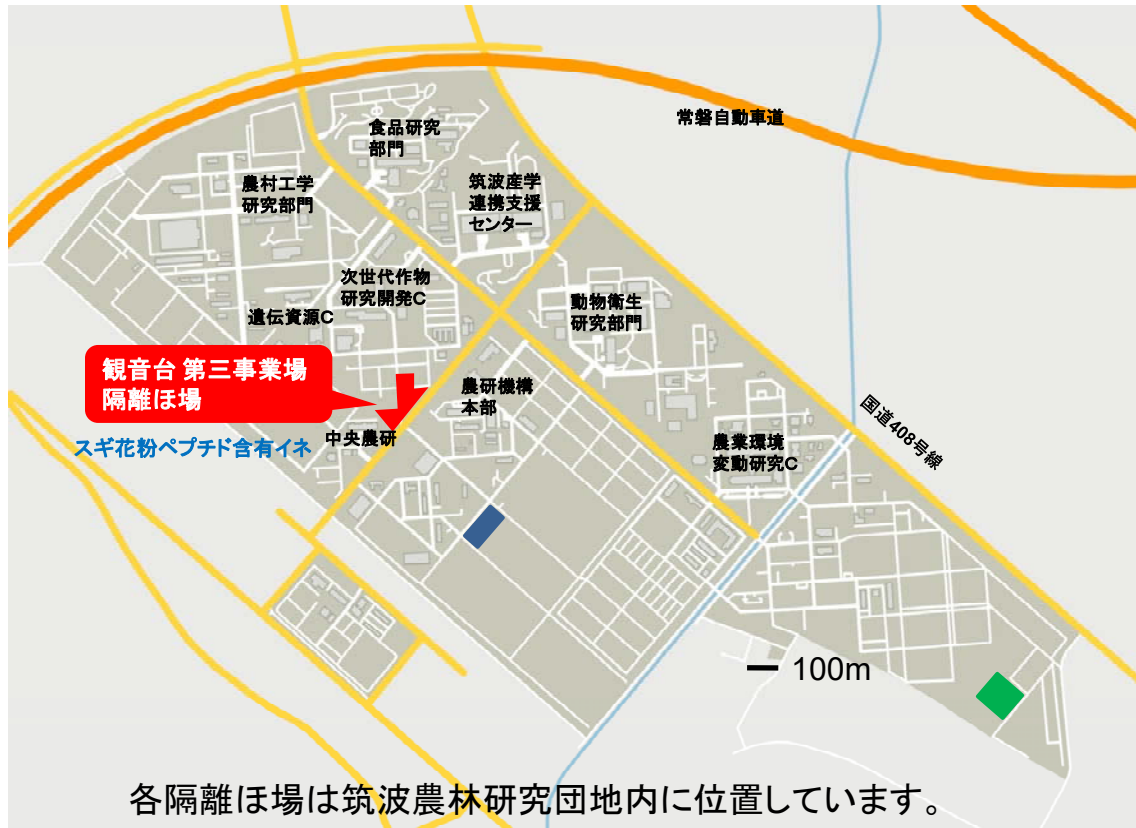 常磐自動車道
食品研究
部門
農村工学
研究部門
筑波産学
連携支援
センター
次世代作物
研究開発C
動物衛生
研究部門
遺伝資源C
観音台 第三事業場
隔離ほ場
農研機構
本部
国道408号線
スギ花粉ペプチド含有イネ
中央農研
農業環境
変動研究C
100m
各隔離ほ場は筑波農林研究団地内に位置しています。